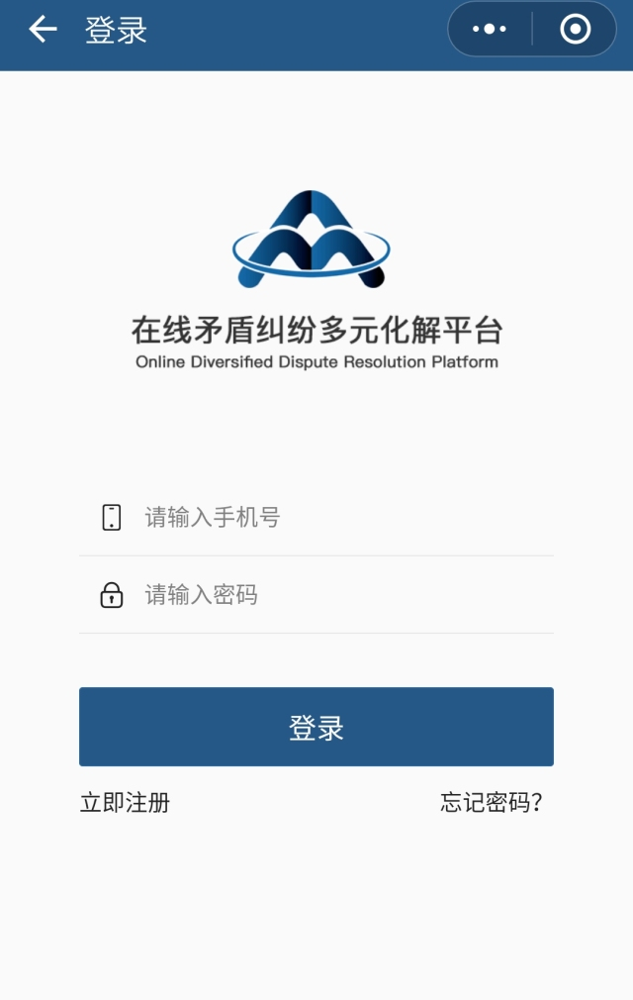 登录
在线矛盾纠纷多元化解平台
Online Diversified Dispute Resolution Platform
请输入手机号
请输入密码
登录
立即注册 忘记密码？